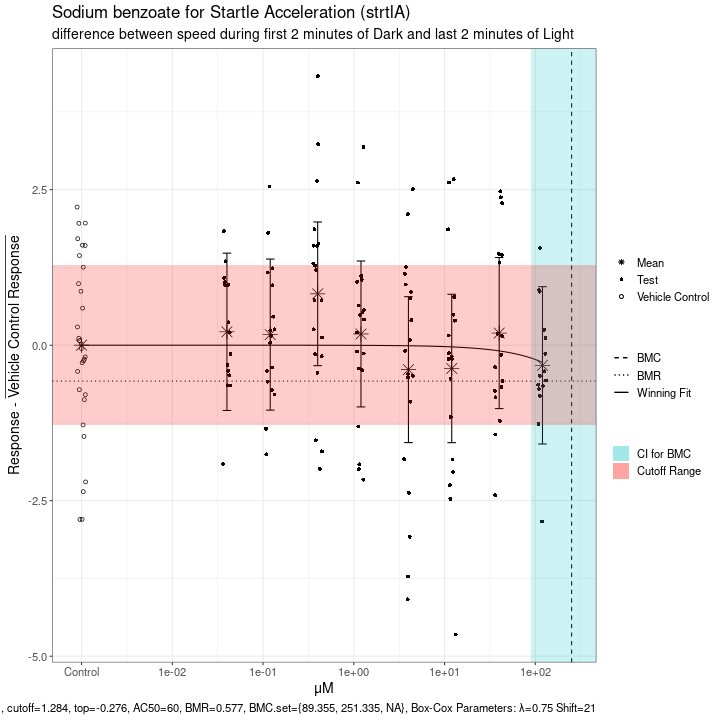 Sodium benzoate for Startle Acceleration (strtlA)
difference between speed during first 2 minutes of Dark and last 2 minutes of Light
Response - Vehicle Control Response
2.5
0.0
-2.5
-5.0
Control
1e-02
1e-01
1e+00
1e+01
1e+02
µM
Mean
Test
Vehicle Control
BMC
BMR
Winning Fit
CI for BMC
Cutoff Range
, cutoff=1.284, top=-0.276, AC50=60, BMR=0.577, BMC.set={89.355, 251.335, NA}, Box-Cox Parameters: λ=0.75 Shift=21